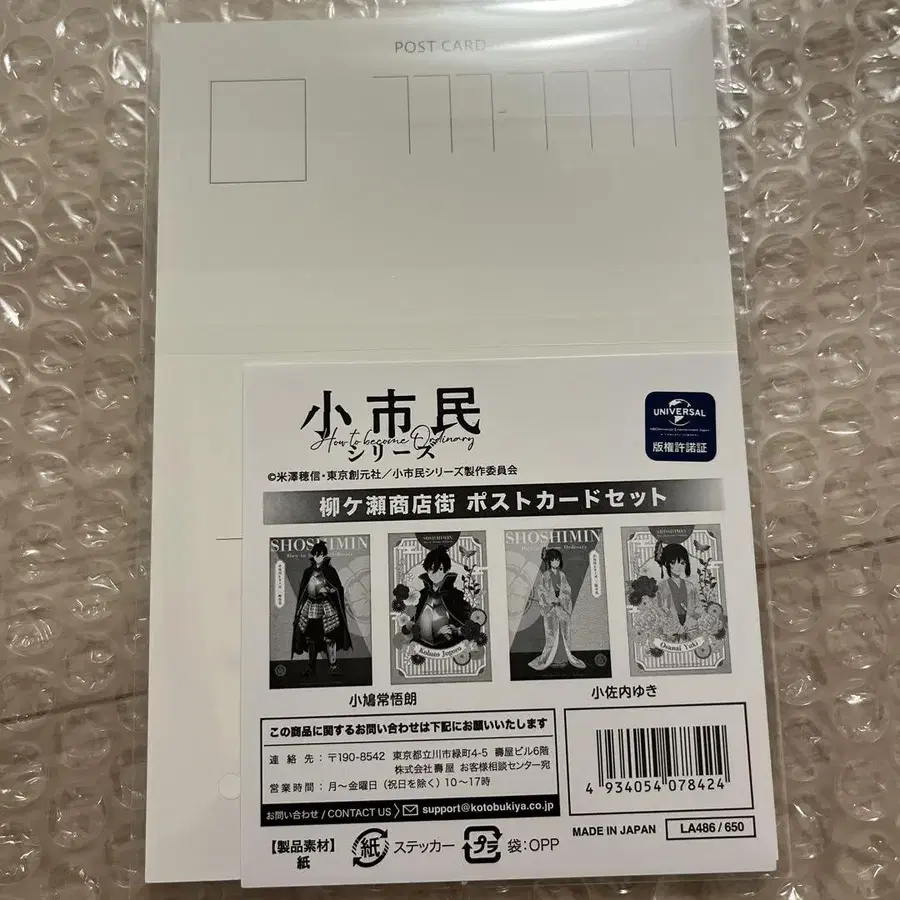 POST CARD
小市民
How to become Ordinary
シリーズ
UNIVERSAL
版権許諾証
©米澤穂信・東京創元社/小市民シリーズ製作委員会
柳ケ瀬商店街 ポストカードセット
SHOSHIMIN
SHOSHIMIN
SHOSHIMIN
SHOSHIMIN
Kobato Jogoro
Osanai Yuki
小鳩常悟朗
小佐内ゆき
この商品に関するお問い合わせは下記にお願いいたします
連絡先:〒190-8542 東京都立川市緑町4-5 壽屋ビル6階
株式会社壽屋 お客様相談センター宛
営業時間:月〜金曜日(祝日を除く)10〜17時
お問い合わせ / CONTACT US support@kotobukiya.co.jp
4 934054 078424
MADE IN JAPAN
LA486 / 650
【製品素材】
紙
紙 ステッカー
プラ 袋:OPP